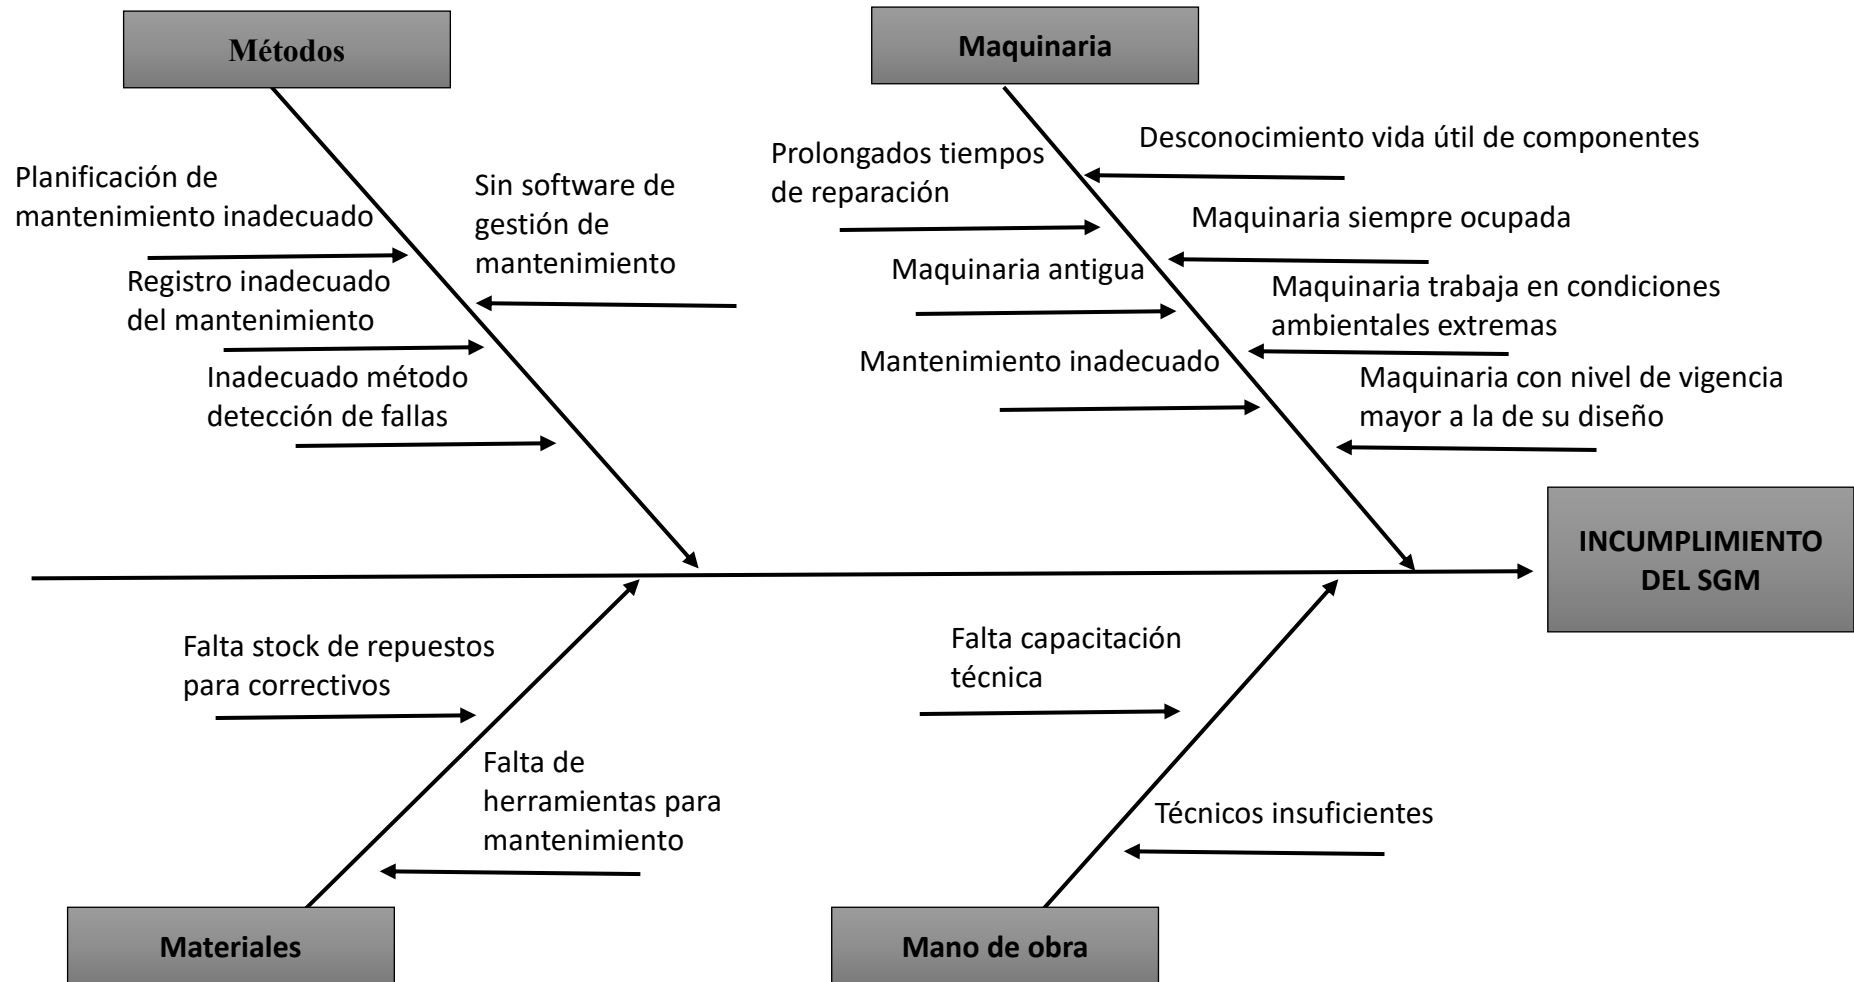 Métodos
Maquinaria
Planificación de
mantenimiento inadecuado
Sin software de
gestión de
mantenimiento
Registro inadecuado
del mantenimiento
Inadecuado método
detección de fallas
Prolongados tiempos
de reparación
Desconocimiento vida útil de componentes
Maquinaria siempre ocupada
Maquinaria antigua
Maquinaria trabaja en condiciones
ambientales extremas
Mantenimiento inadecuado
Maquinaria con nivel de vigencia
mayor a la de su diseño
INCUMPLIMIENTO
DEL SGM
Falta stock de repuestos
para correctivos
Falta de
herramientas para
mantenimiento
Falta capacitación
técnica
Técnicos insuficientes
Materiales
Mano de obra